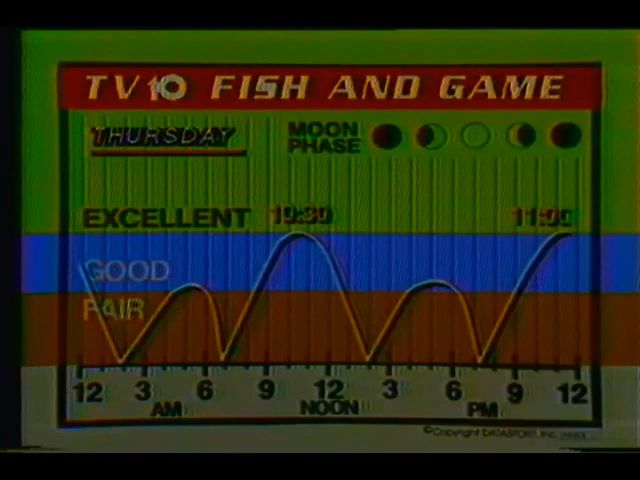 TV10 FISH AND GAME
THURSDAY
MOON
PHASE
EXCELLENT 10:30 11:00
GOOD
FAIR
12 3 6 9 12 3 6 9 12
AM NOON PM
©Copyright DATASPORT, INC.